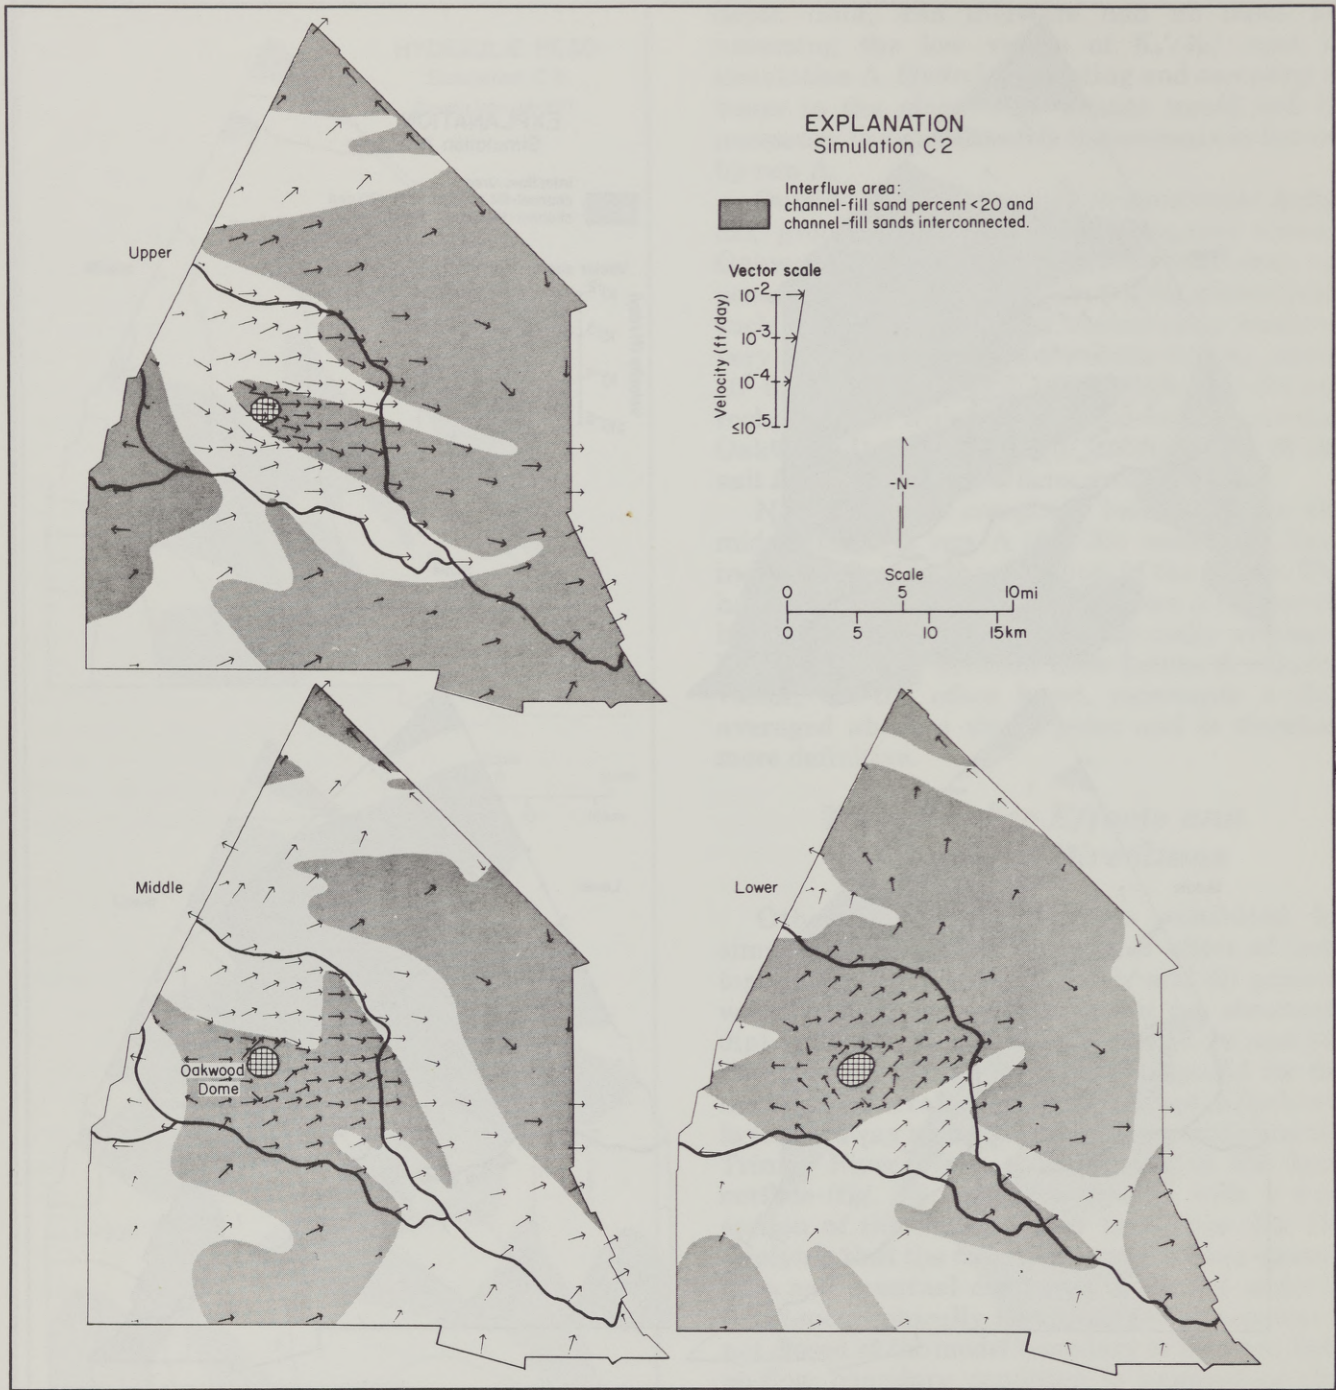 EXPLANATION
Simulation C2
Interfluve area:
channel-fill sand percent <20 and
channel-fill sands interconnected.
Upper
Vector scale
Velocity (ft/day)
10⁻²
10⁻³
10⁻⁴
≤10⁻⁵
-N-
Scale
0 5 10mi
0 5 10 15km
Middle
Lower
Oakwood
Dome